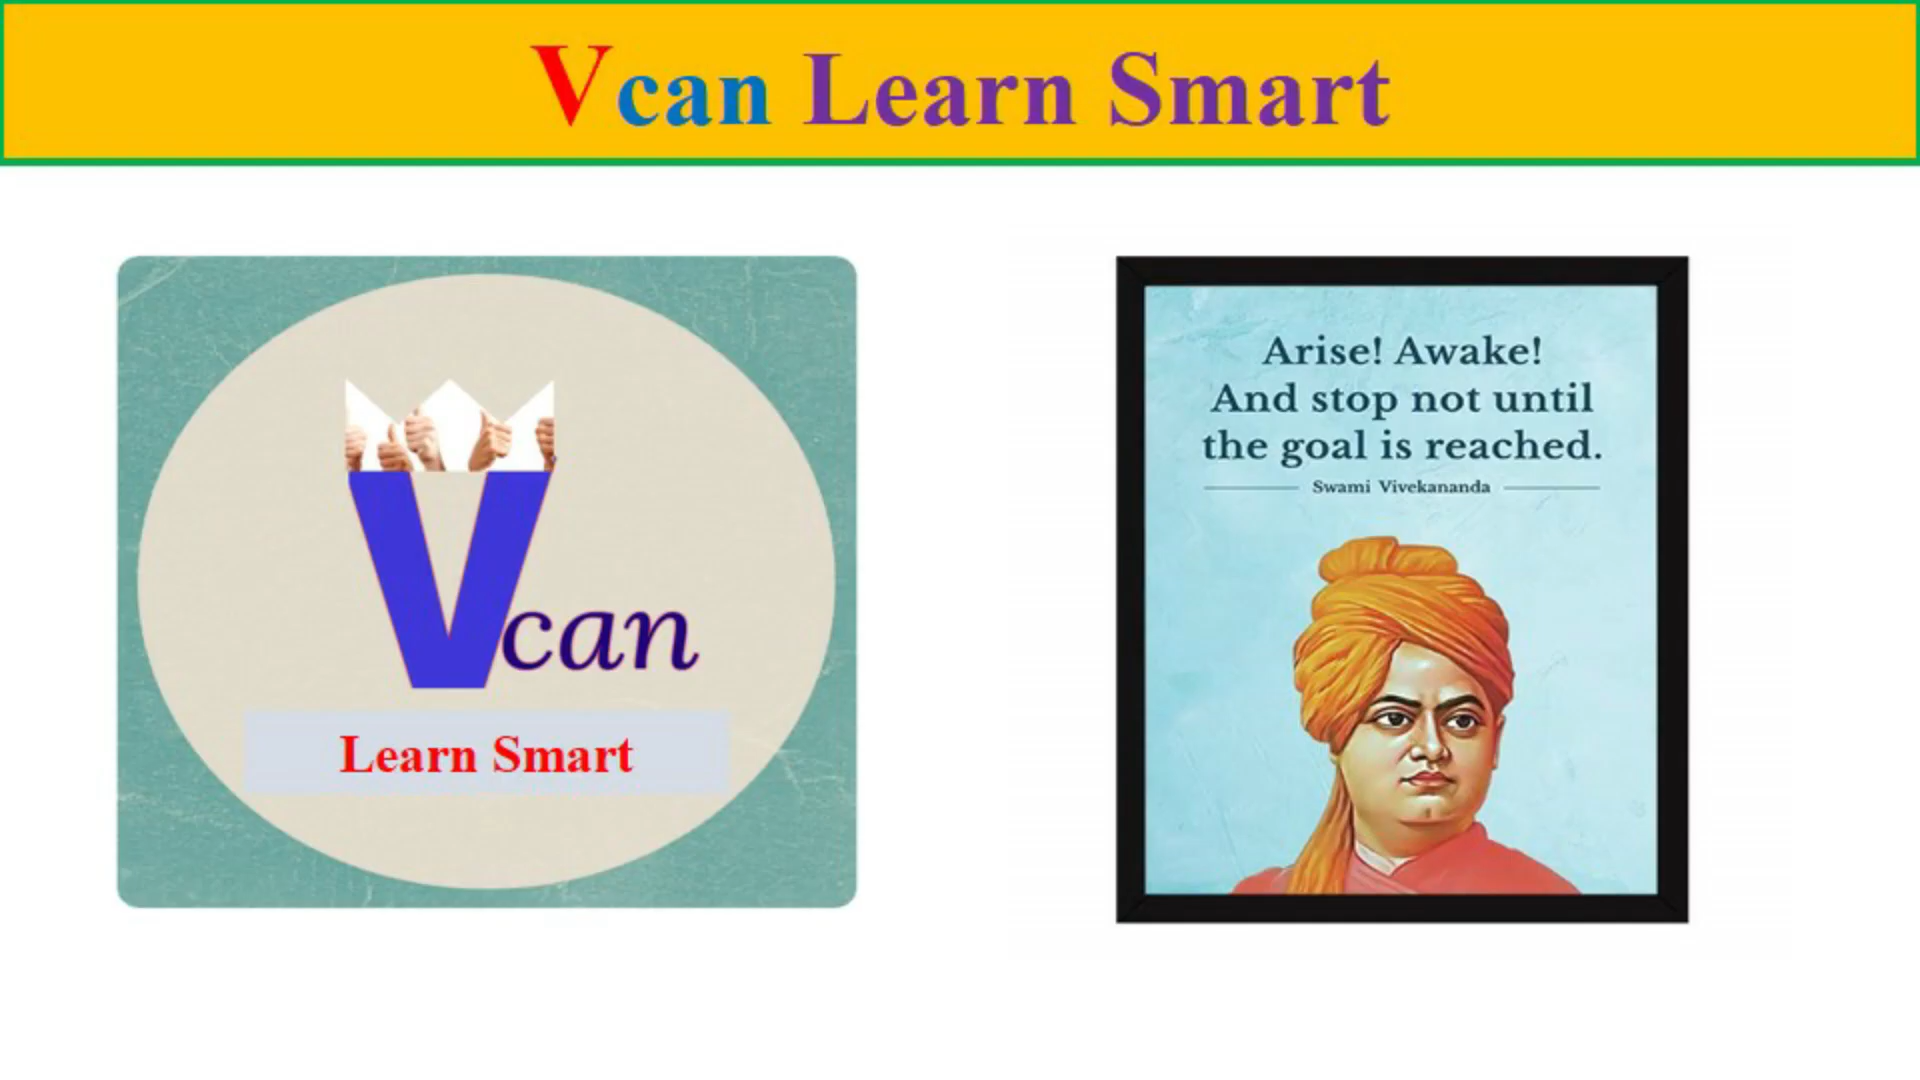 Vcan Learn Smart
Vcan
Learn Smart
Arise! Awake!
And stop not until
the goal is reached.
Swami Vivekananda